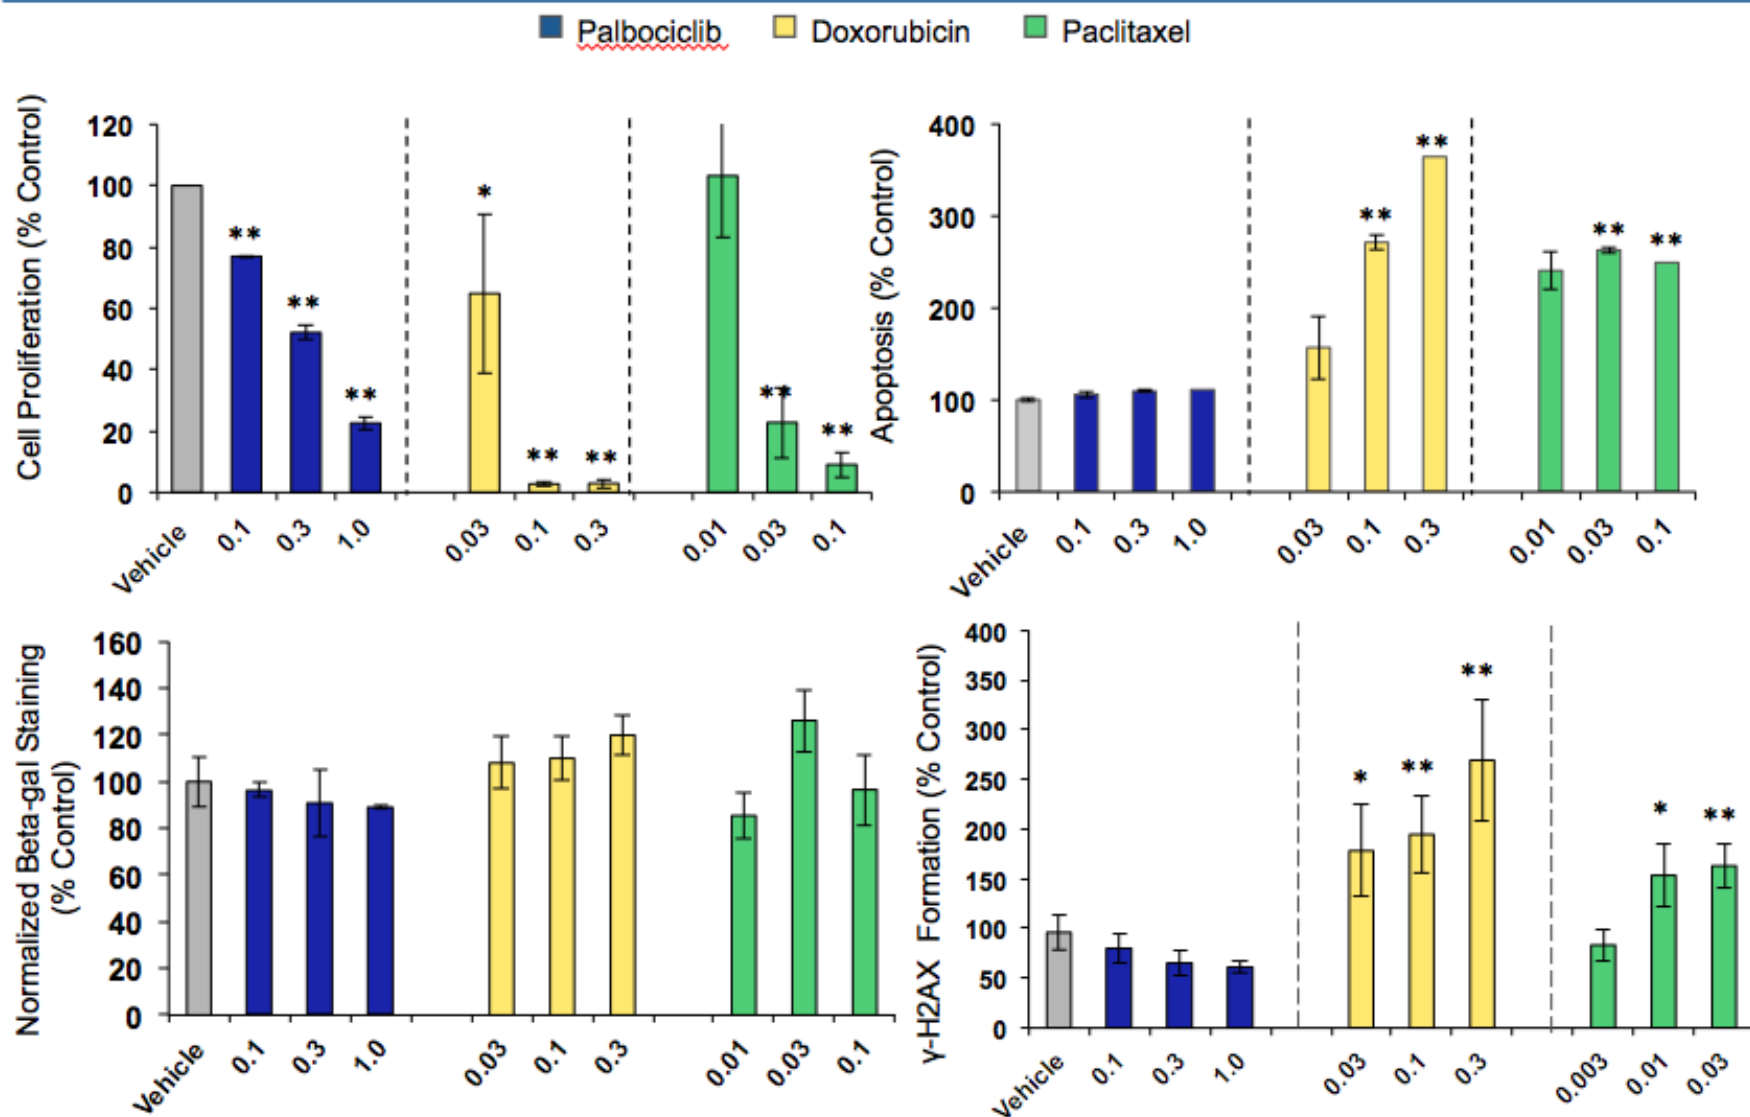 Palbociclib Doxorubicin Paclitaxel
Cell Proliferation (% Control)
120
100
80
60
40
20
0
** ** ** * ** ** ** **
Vehicle 0.1 0.3 1.0 0.03 0.1 0.3 0.01 0.03 0.1
Apoptosis (% Control)
400
300
200
100
0
** ** ** **
Vehicle 0.1 0.3 1.0 0.03 0.1 0.3 0.01 0.03 0.1
Normalized Beta-gal Staining
(% Control)
160
140
120
100
80
60
40
20
0
Vehicle 0.1 0.3 1.0 0.03 0.1 0.3 0.01 0.03 0.1
γ-H2AX Formation (% Control)
400
350
300
250
200
150
100
50
0
* ** ** * **
Vehicle 0.1 0.3 1.0 0.03 0.1 0.3 0.003 0.01 0.03